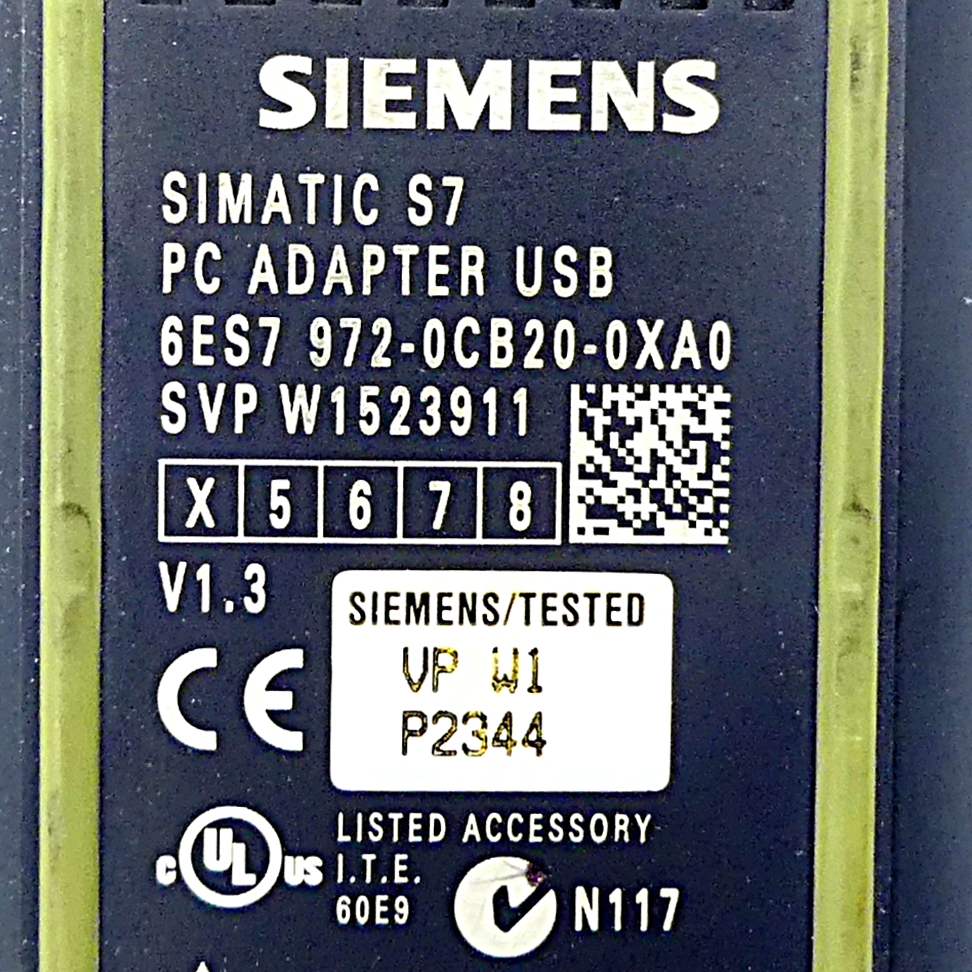 SIEMENS
SIMATIC S7
PC ADAPTER USB
6ES7 972-0CB20-0XA0
SVP W1523911
X 5 6 7 8
V1.3
SIEMENS/TESTED
VP W1
P2344
CE
c UL US
LISTED ACCESSORY
I.T.E.
60E9
N117